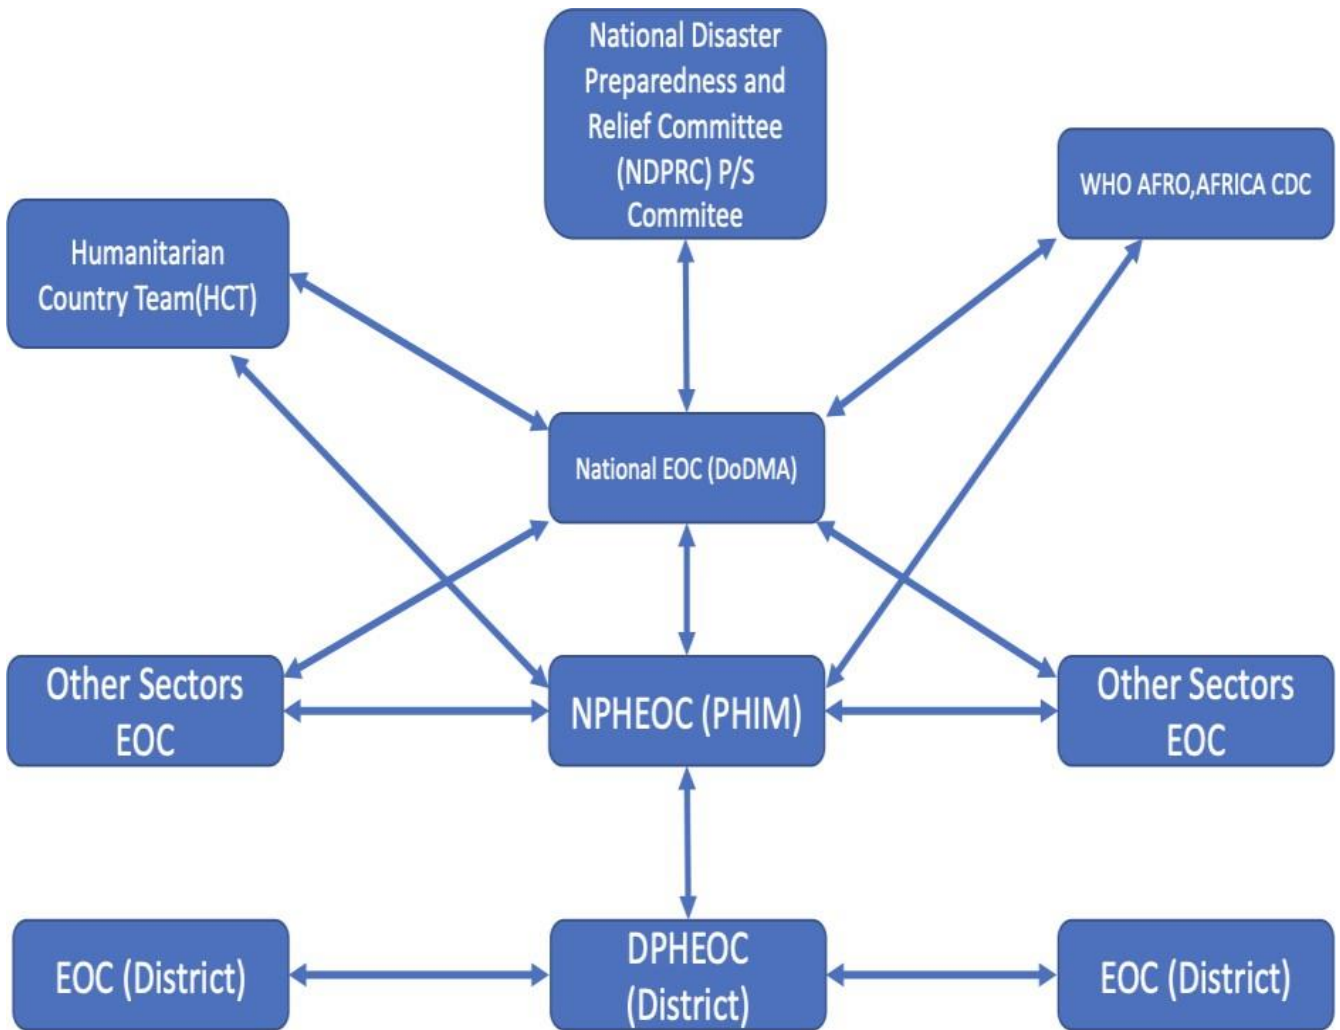 National Disaster
Preparedness and
Relief Committee
(NDPRC) P/S
Commitee
WHO AFRO,AFRICA CDC
Humanitarian
Country Team(HCT)
National EOC (DoDMA)
Other Sectors
EOC
NPHEOC (PHIM)
Other Sectors
EOC
EOC (District)
DPHEOC
(District)
EOC (District)